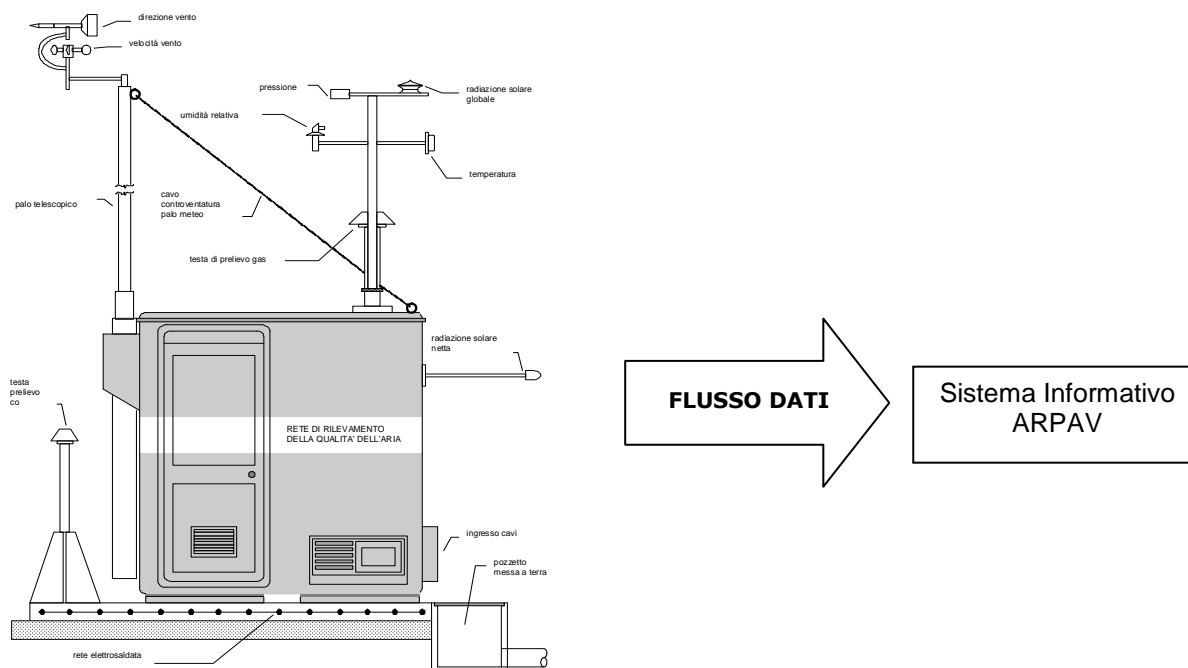 direzione vento
velocità vento
pressione
radiazione solare
globale
umidità relativa
temperatura
palo telescopico
cavo
controventatura
palo meteo
testa di prelievo gas
radiazione solare
netta
testa
prelievo
co
RETE DI RILEVAMENTO
DELLA QUALITA' DELL'ARIA
FLUSSO DATI
Sistema Informativo
ARPAV
ingresso cavi
pozzetto
messa a terra
rete elettrosaldata